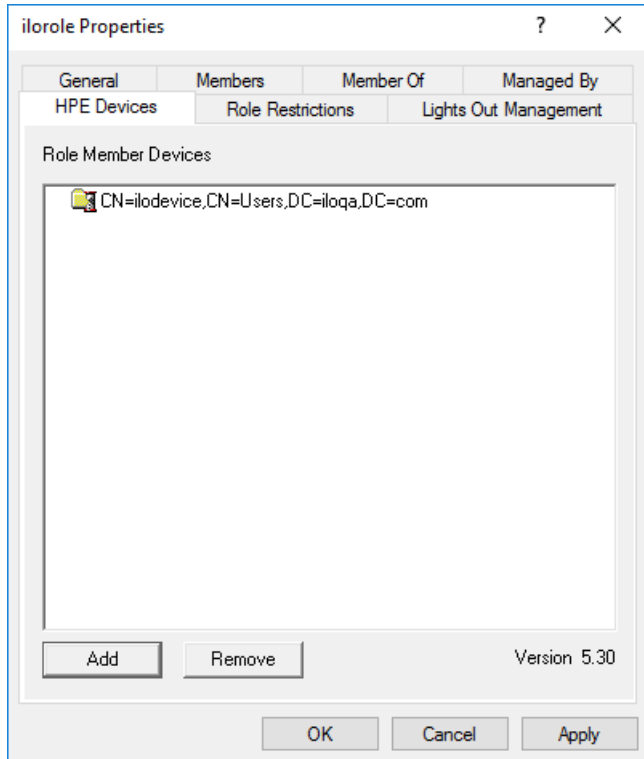 ilorole Properties ? ×
General Members Member Of Managed By
HPE Devices Role Restrictions Lights Out Management
Role Member Devices
CN=ilodevice,CN=Users,DC=iloqa,DC=com
Add Remove Version 5.30
OK Cancel Apply